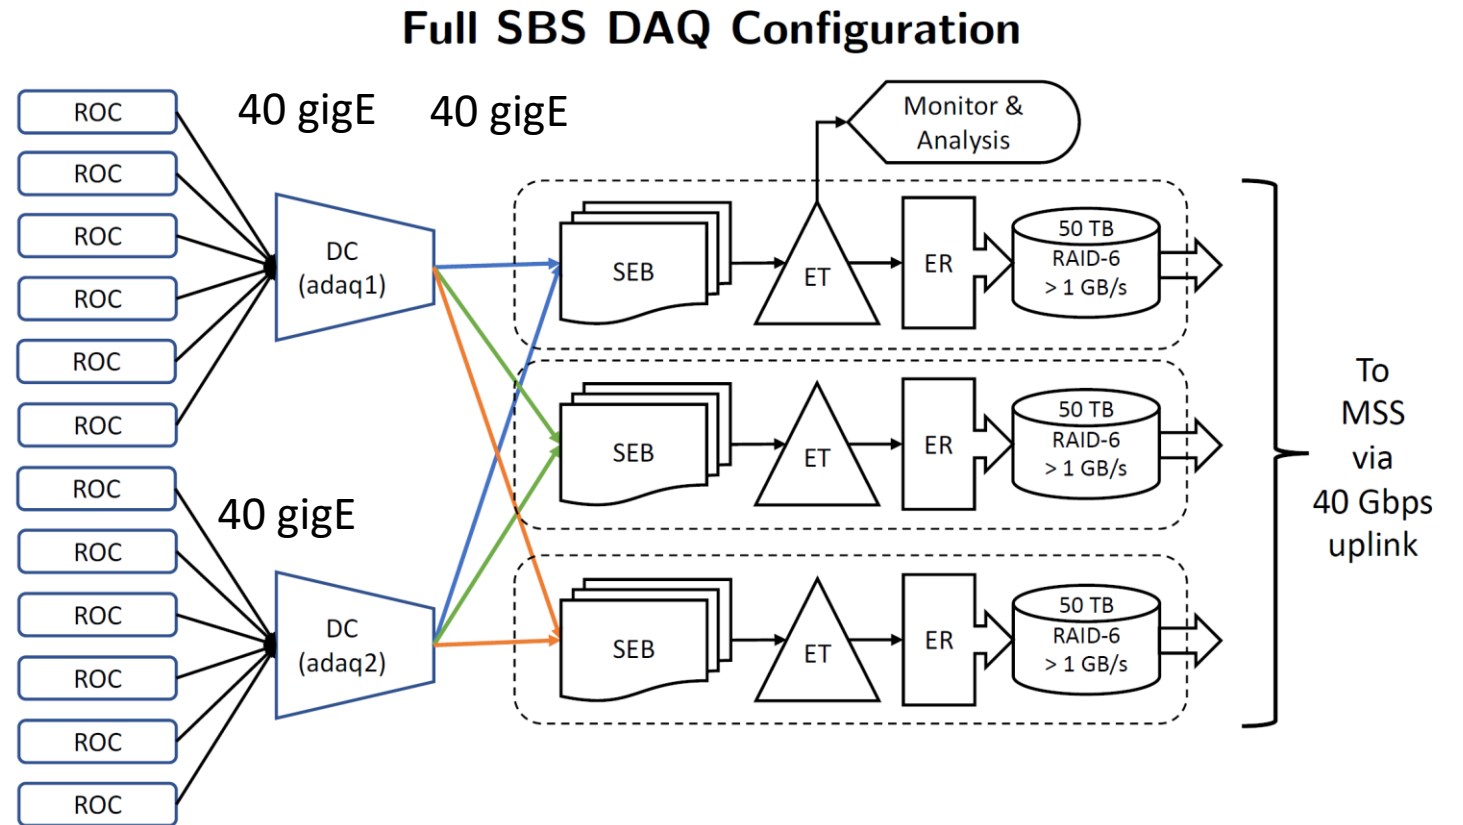 Full SBS DAQ Configuration
40 gigE
40 gigE
ROC
ROC
ROC
ROC
ROC
ROC
DC
(adaq1)
40 gigE
ROC
ROC
ROC
ROC
ROC
ROC
DC
(adaq2)
Monitor &
Analysis
SEB
ET
ER
50 TB
RAID-6
> 1 GB/s
SEB
ET
ER
50 TB
RAID-6
> 1 GB/s
SEB
ET
ER
50 TB
RAID-6
> 1 GB/s
To
MSS
via
40 Gbps
uplink